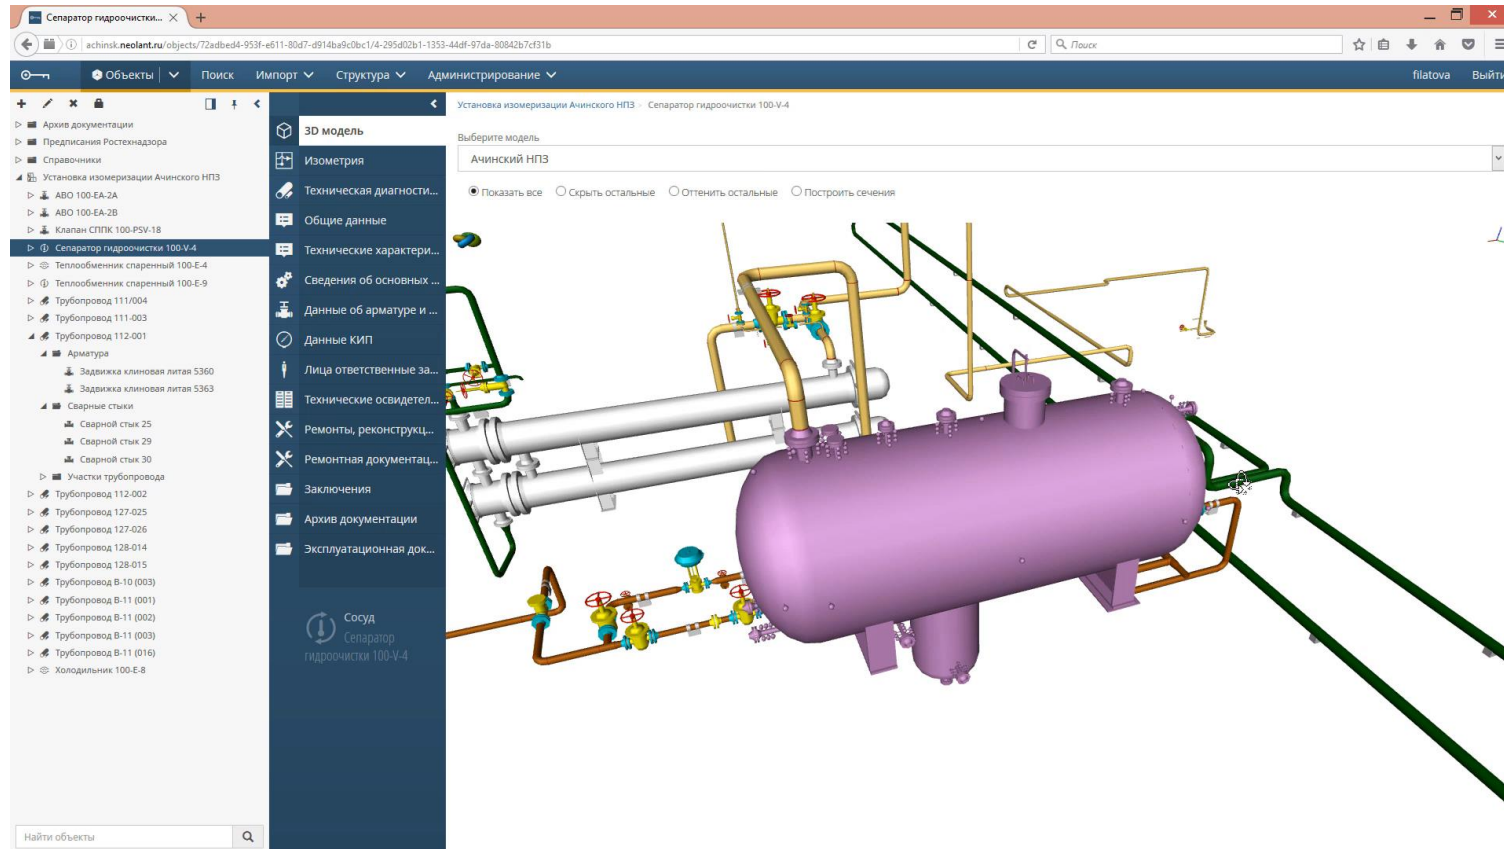 Сепаратор гидроочистки...
achinsk.neolant.ru/objects/72adbed4-953f-e611-80d7-d914ba9c0bc1/4-295d02b1-1353-44df-97da-80842b7cf31b
Поиск
Объекты
Поиск
Импорт
Структура
Администрирование
filatova
Выйти
Архив документации
Предписания Ростехнадзора
Справочники
Установка изомеризации Ачинского НПЗ
АВО 100-ЕА-2А
АВО 100-ЕА-2В
Клапан СППК 100-PSV-18
Сепаратор гидроочистки 100-V-4
Теплообменник спаренный 100-Е-4
Теплообменник спаренный 100-Е-9
Трубопровод 111/004
Трубопровод 111-003
Трубопровод 112-001
Арматура
Задвижка клиновая литая 5360
Задвижка клиновая литая 5363
Сварные стыки
Сварной стык 25
Сварной стык 29
Сварной стык 30
Участки трубопровода
Трубопровод 112-002
Трубопровод 127-025
Трубопровод 127-026
Трубопровод 128-014
Трубопровод 128-015
Трубопровод В-10 (003)
Трубопровод В-11 (001)
Трубопровод В-11 (002)
Трубопровод В-11 (003)
Трубопровод В-11 (016)
Холодильник 100-Е-8
Найти объекты
3D модель
Изометрия
Техническая диагности...
Общие данные
Технические характери...
Сведения об основных ...
Данные об арматуре и ...
Данные КИП
Лица ответственные за...
Технические освидетел...
Ремонты, реконструкц...
Ремонтная документац...
Заключения
Архив документации
Эксплуатационная док...
Сосуд
Сепаратор
гидроочистки 100-V-4
Установка изомеризации Ачинского НПЗ
Сепаратор гидроочистки 100-V-4
Выберите модель
Ачинский НПЗ
Показать все
Скрыть остальные
Оттенить остальные
Построить сечения